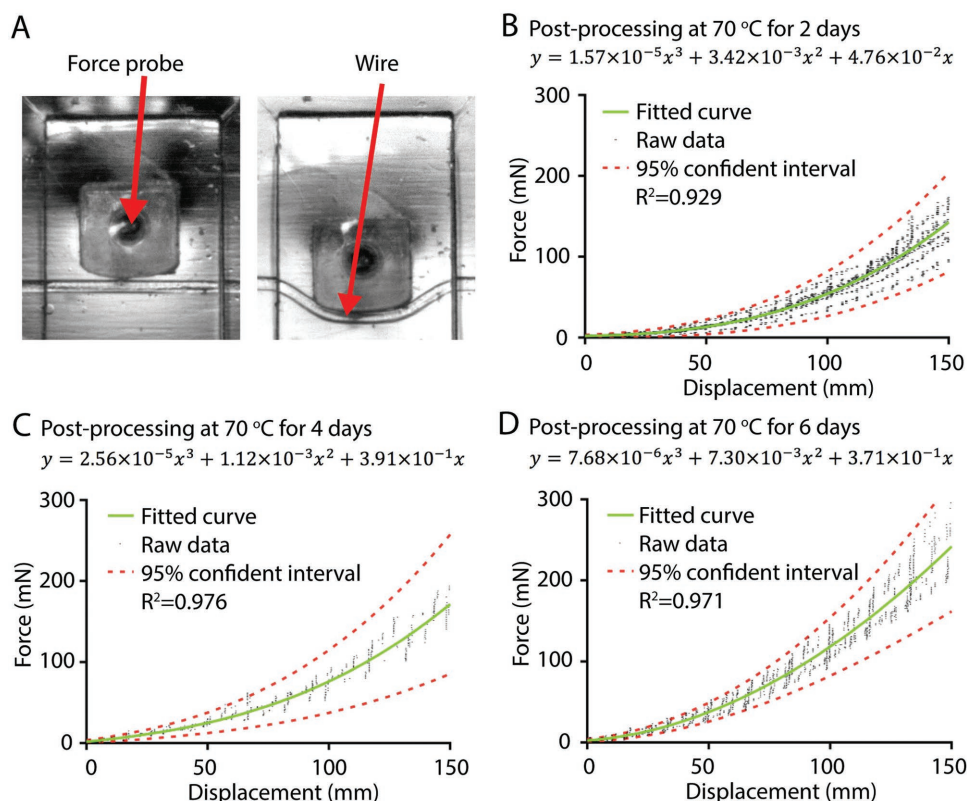 A
Force probe
Wire
B Post-processing at 70 °C for 2 days
y = 1.57×10⁻⁵x³ + 3.42×10⁻³x² + 4.76×10⁻²x
300
200
100
0
Force (mN)
Fitted curve
Raw data
95% confident interval
R²=0.929
0 50 100 150
Displacement (mm)
C Post-processing at 70 °C for 4 days
y = 2.56×10⁻⁵x³ + 1.12×10⁻³x² + 3.91×10⁻¹x
300
200
100
0
Force (mN)
Fitted curve
Raw data
95% confident interval
R²=0.976
0 50 100 150
Displacement (mm)
D Post-processing at 70 °C for 6 days
y = 7.68×10⁻⁶x³ + 7.30×10⁻³x² + 3.71×10⁻¹x
300
200
100
0
Force (mN)
Fitted curve
Raw data
95% confident interval
R²=0.971
0 50 100 150
Displacement (mm)